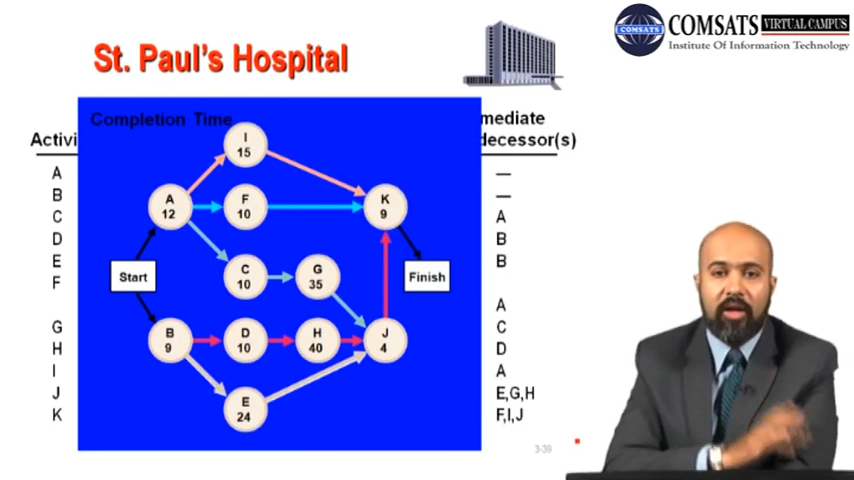 COMSATS VIRTUAL CAMPUS
COMSATS
Institute Of Information Technology
St. Paul's Hospital
Completion Time
mediate
Activi
decessor(s)
A —
B —
C A
D B
E B
F A
G C
H D
I A
J E,G,H
K F,I,J
I
15
A
12
F
10
K
9
Start
C
10
G
35
Finish
B
9
D
10
H
40
J
4
E
24
3-39